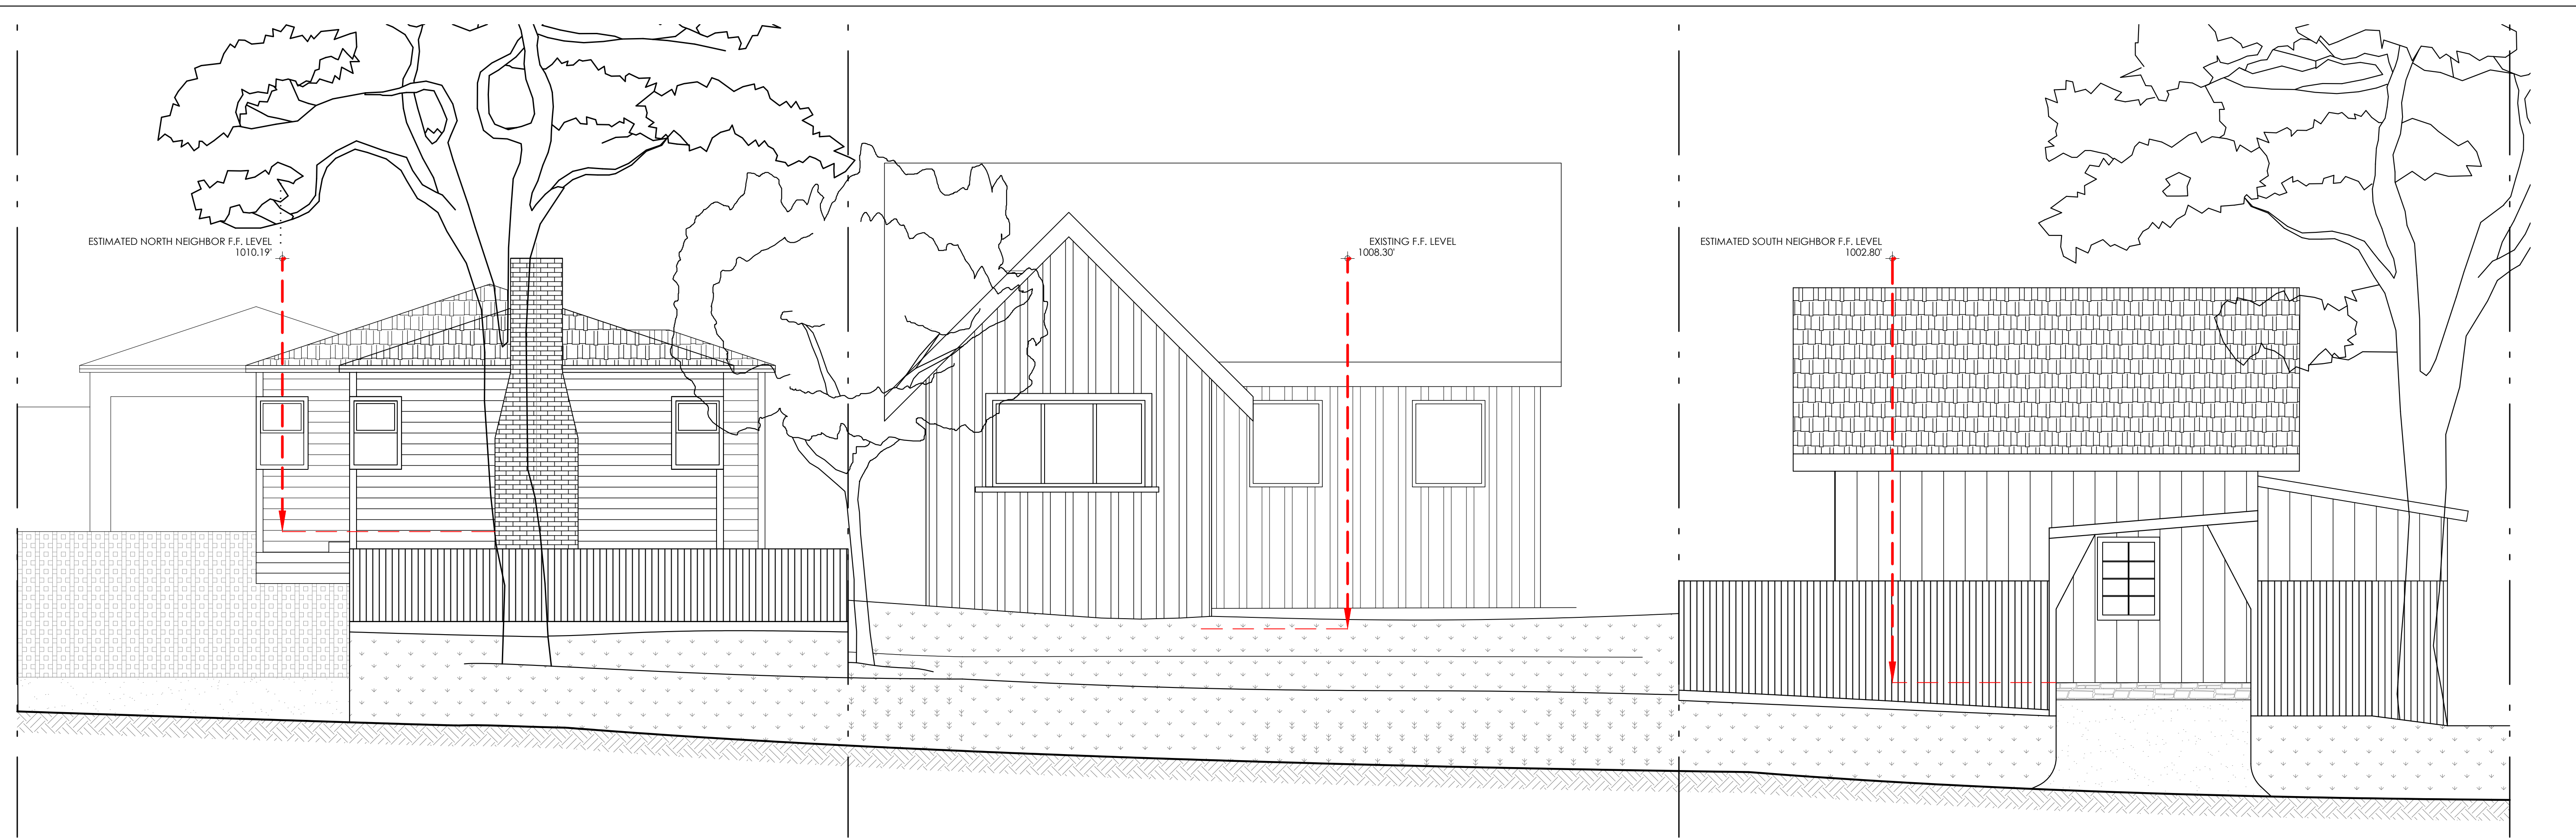 ESTIMATED NORTH NEIGHBOR F.F. LEVEL
1010.19'
EXISTING F.F. LEVEL
1008.30'
ESTIMATED SOUTH NEIGHBOR F.F. LEVEL
1002.80'